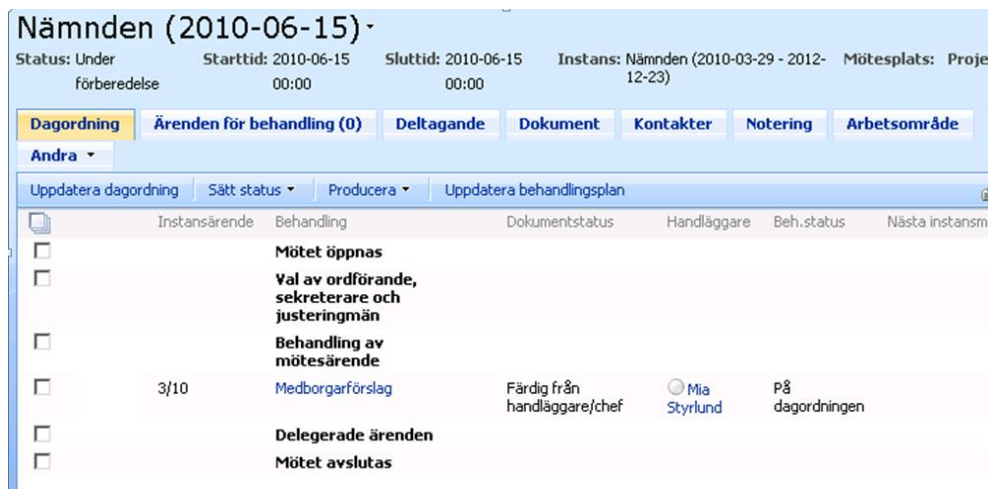 Nämnden (2010-06-15)
Status: Under förberedelse Starttid: 2010-06-15 00:00 Sluttid: 2010-06-15 00:00 Instans: Nämnden (2010-03-29 - 2012-12-23) Mötesplats: Proje
Dagordning Ärenden för behandling (0) Deltagande Dokument Kontakter Notering Arbetsområde
Andra
Uppdatera dagordning Sätt status Producera Uppdatera behandlingsplan
Instansärende Behandling Dokumentstatus Handläggare Beh.status Nästa instansm
Mötet öppnas
Val av ordförande,
sekreterare och
justeringmän
Behandling av
mötesärende
3/10 Medborgarförslag Färdig från handläggare/chef Mia Styrlund På dagordningen
Delegerade ärenden
Mötet avslutas